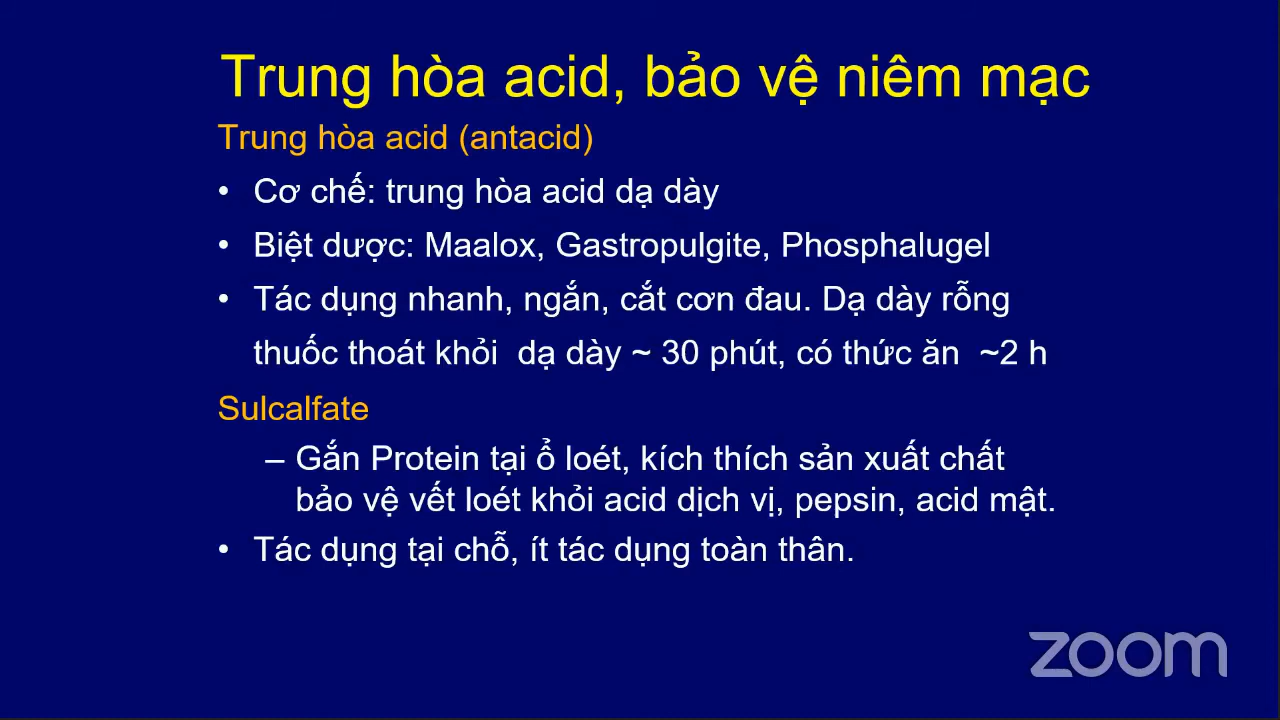 Trung hòa acid, bảo vệ niêm mạc
Trung hòa acid (antacid)
• Cơ chế: trung hòa acid dạ dày
• Biệt dược: Maalox, Gastropulgite, Phosphalugel
• Tác dụng nhanh, ngắn, cắt cơn đau. Dạ dày rỗng
thuốc thoát khỏi dạ dày ~ 30 phút, có thức ăn ~2 h
Sulcalfate
– Gắn Protein tại ổ loét, kích thích sản xuất chất
bảo vệ vết loét khỏi acid dịch vị, pepsin, acid mật.
• Tác dụng tại chỗ, ít tác dụng toàn thân.
zoom